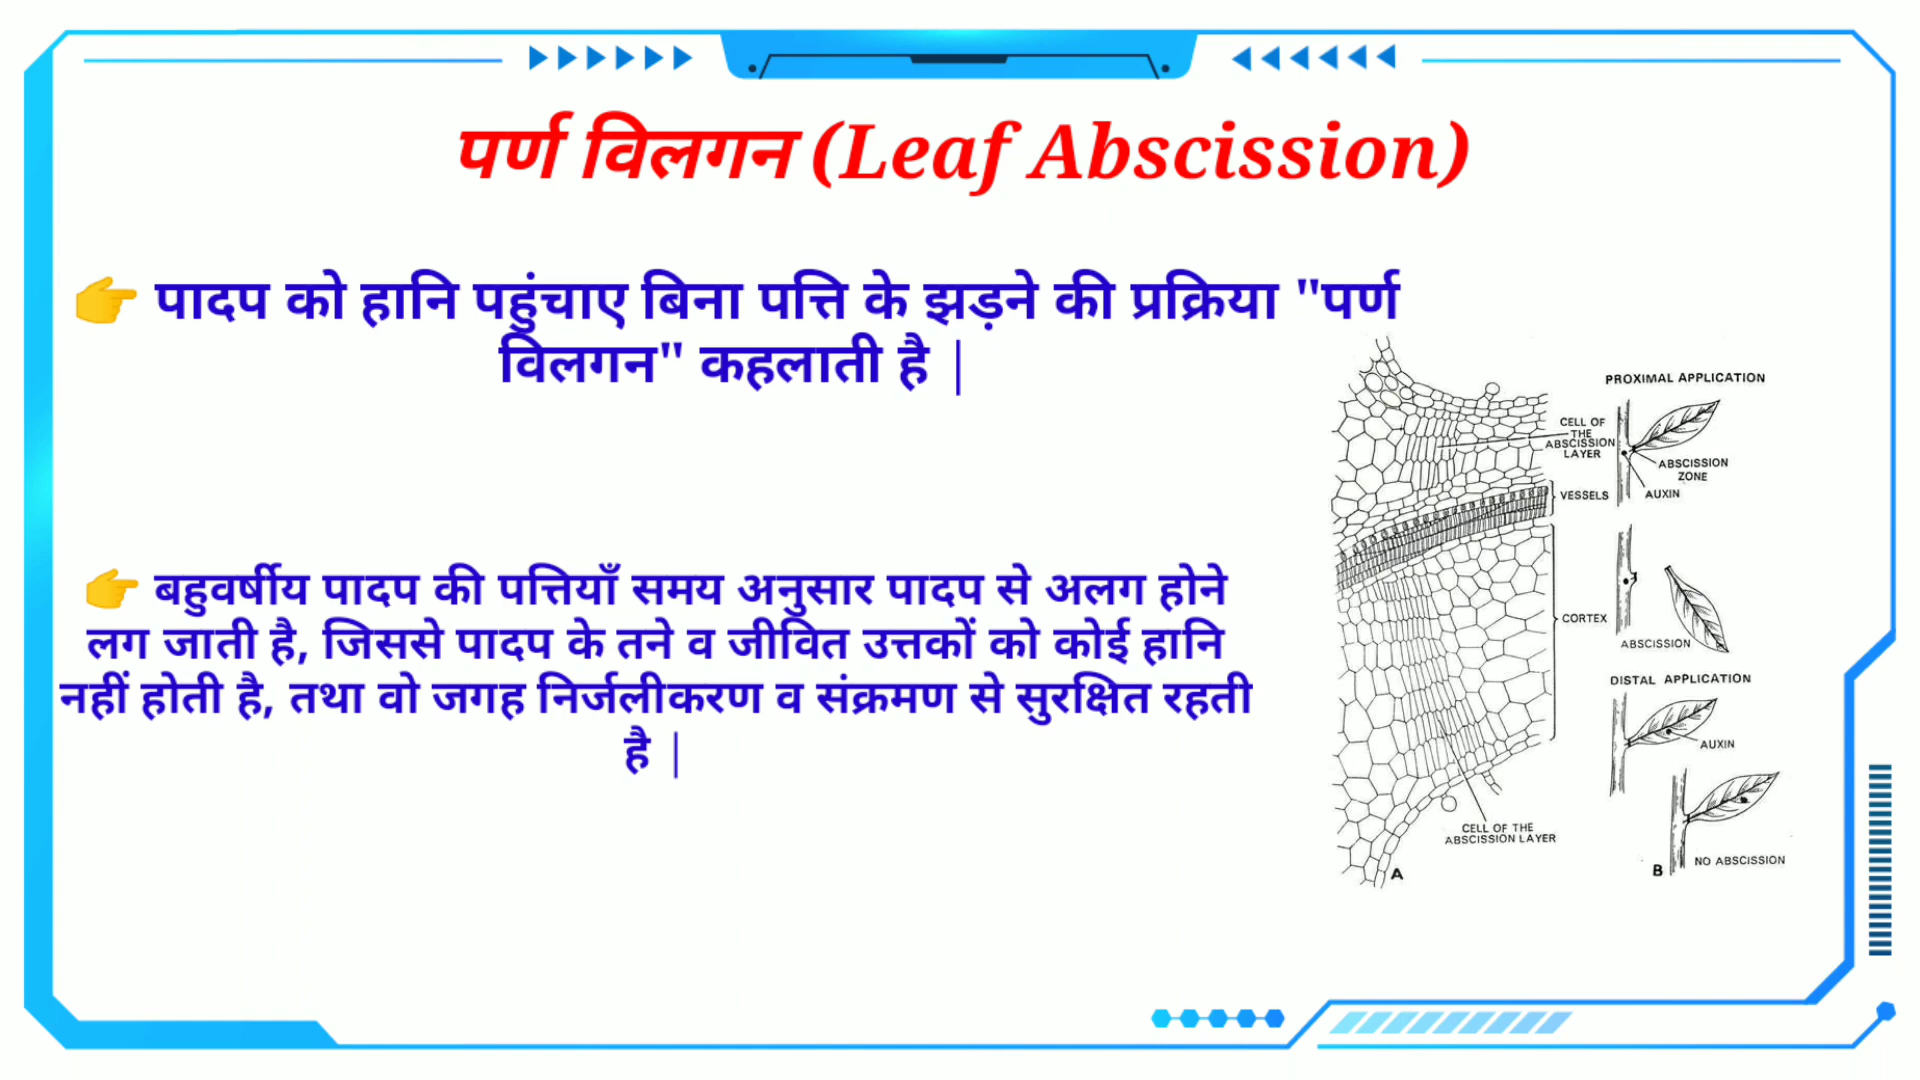 पर्ण विलगन (Leaf Abscission)
👉 पादप को हानि पहुंचाए बिना पत्ति के झड़ने की प्रक्रिया "पर्ण
विलगन" कहलाती है |
👉 बहुवर्षीय पादप की पत्तियाँ समय अनुसार पादप से अलग होने
लग जाती है, जिससे पादप के तने व जीवित उत्तकों को कोई हानि
नहीं होती है, तथा वो जगह निर्जलीकरण व संक्रमण से सुरक्षित रहती
है |
CELL OF
THE
ABSCISSION
LAYER
VESSELS
CORTEX
CELL OF THE
ABSCISSION LAYER
A
PROXIMAL APPLICATION
ABSCISSION
ZONE
AUXIN
ABSCISSION
DISTAL APPLICATION
AUXIN
NO ABSCISSION
B